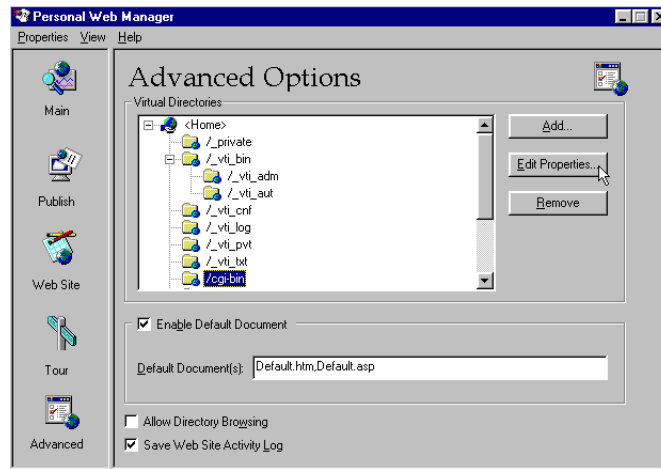 Personal Web Manager
Properties View Help
Main
Publish
Web Site
Tour
Advanced
Advanced Options
Virtual Directories
<Home>
/_private
/_vti_bin
/_vti_adm
/_vti_aut
/_vti_cnf
/_vti_log
/_vti_pvt
/_vti_txt
/cgi-bin
Add...
Edit Properties...
Remove
Enable Default Document
Default Document(s): Default.htm,Default.asp
Allow Directory Browsing
Save Web Site Activity Log